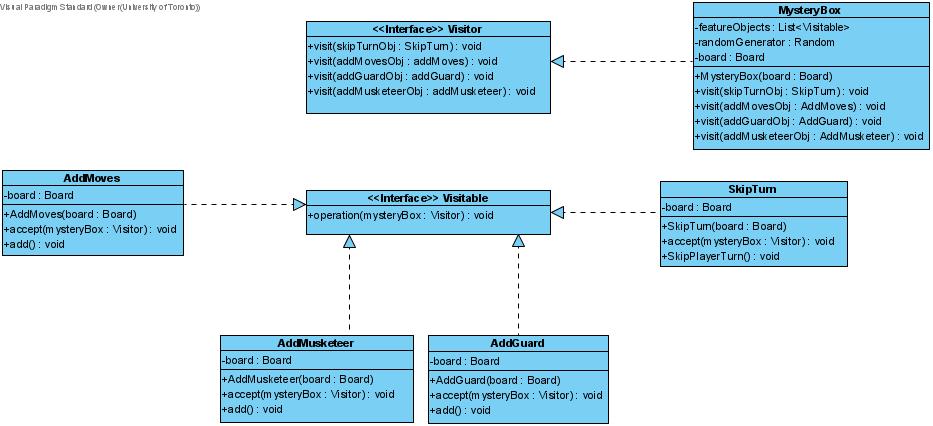 Visual Paradigm Standard (Owner(University of Toronto))
<<Interface>> Visitor
+visit(skipTurnObj : SkipTurn) : void
+visit(addMovesObj : addMoves) : void
+visit(addGuardObj : addGuard) : void
+visit(addMusketeerObj : addMusketeer) : void
MysteryBox
-featureObjects : List<Visitable>
-randomGenerator : Random
-board : Board
+MysteryBox(board : Board)
+visit(skipTurnObj : SkipTurn) : void
+visit(addMovesObj : AddMoves) : void
+visit(addGuardObj : AddGuard) : void
+visit(addMusketeerObj : AddMusketeer) : void
AddMoves
-board : Board
+AddMoves(board : Board)
+accept(mysteryBox : Visitor) : void
+add() : void
<<Interface>> Visitable
+operation(mysteryBox : Visitor) : void
SkipTurn
-board : Board
+SkipTurn(board : Board)
+accept(mysteryBox : Visitor) : void
+SkipPlayerTurn() : void
AddMusketeer
-board : Board
+AddMusketeer(board : Board)
+accept(mysteryBox : Visitor) : void
+add() : void
AddGuard
-board : Board
+AddGuard(board : Board)
+accept(mysteryBox : Visitor) : void
+add() : void